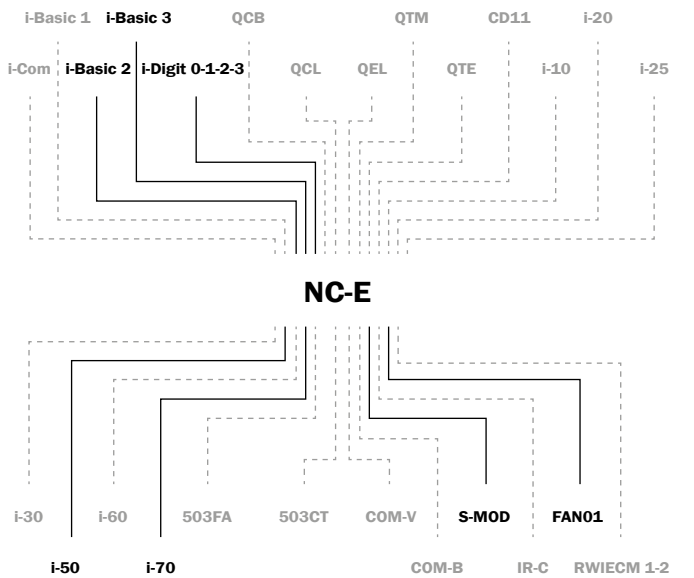 i-Basic 1 i-Basic 3 QCB QTM CD11 i-20
i-Com i-Basic 2 i-Digit 0-1-2-3 QCL QEL QTE i-10 i-25
NC-E
i-30 i-60 503FA 503CT COM-V S-MOD FAN01
i-50 i-70 COM-B IR-C RWIECM 1-2